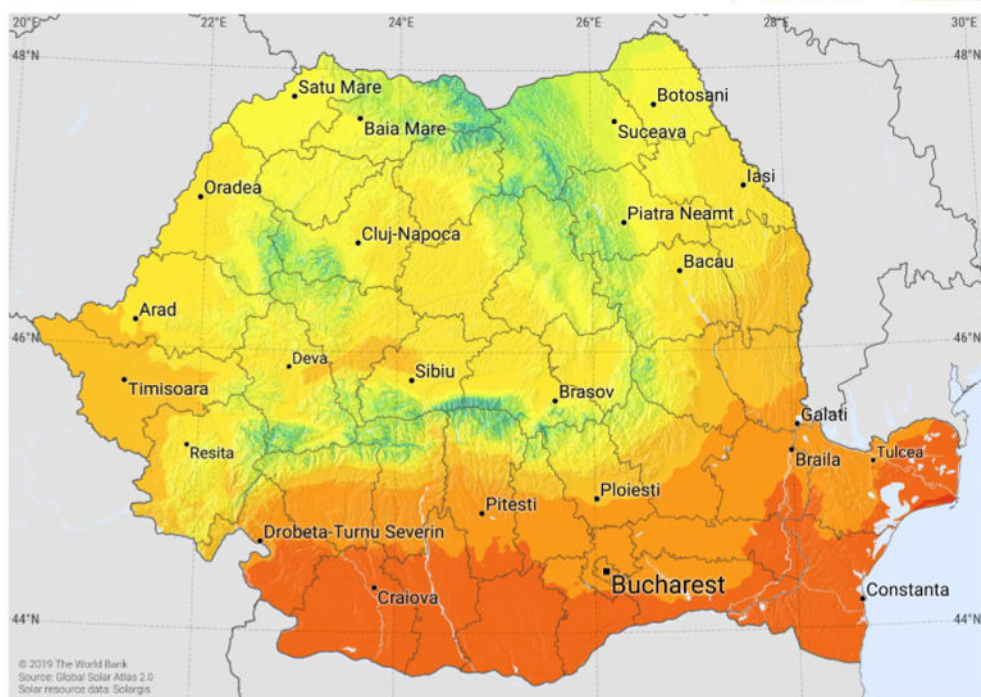 20°E 22°E 24°E 26°E 28°E 30°E
48°N 48°N
Satu Mare
Botosani
Baia Mare
Suceava
Oradea
Iasi
Piatra Neamt
Cluj-Napoca
Bacau
Arad
46°N 46°N
Deva
Sibiu
Timisoara
Brasov
Galati
Resita
Braila
Tulcea
Ploiesti
Pitesti
Drobeta-Turnu Severin
Bucharest
Craiova
Constanta
44°N 44°N
© 2019 The World Bank
Source: Global Solar Atlas 2.0
Solar resource data: Solargis